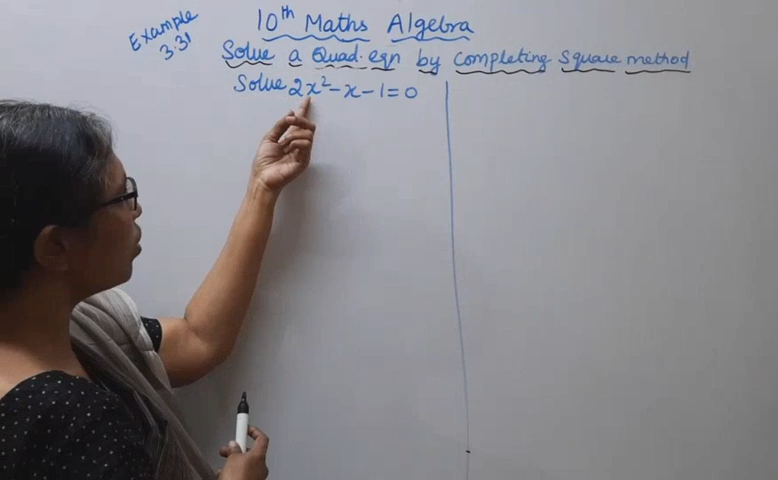 10th Maths Algebra
Example 3.31
Solve a Quad. eqn by completing square method
Solve 2x² - x - 1 = 0